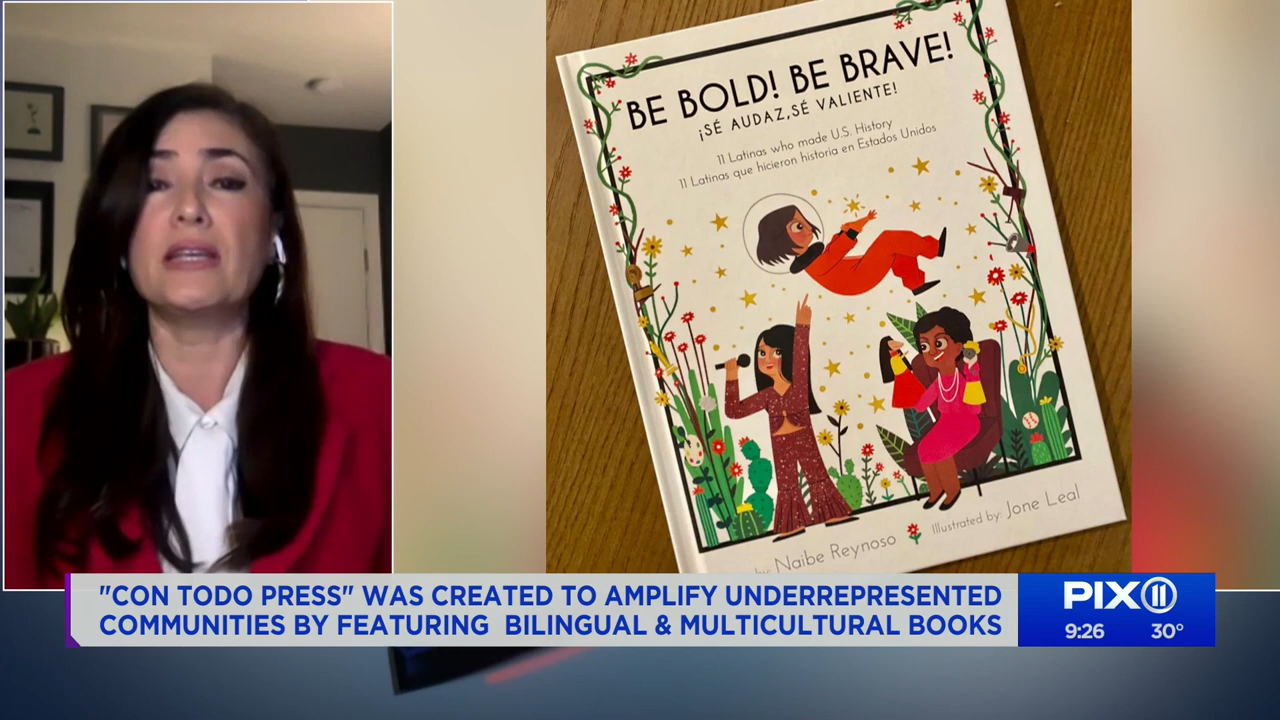 BE BOLD! BE BRAVE!
¡SÉ AUDAZ,SÉ VALIENTE!
11 Latinas who made U.S. History
11 Latinas que hicieron historia en Estados Unidos
by: Naibe Reynoso
Illustrated by: Jone Leal
"CON TODO PRESS" WAS CREATED TO AMPLIFY UNDERREPRESENTED
COMMUNITIES BY FEATURING BILINGUAL & MULTICULTURAL BOOKS
PIX11
9:26 30°